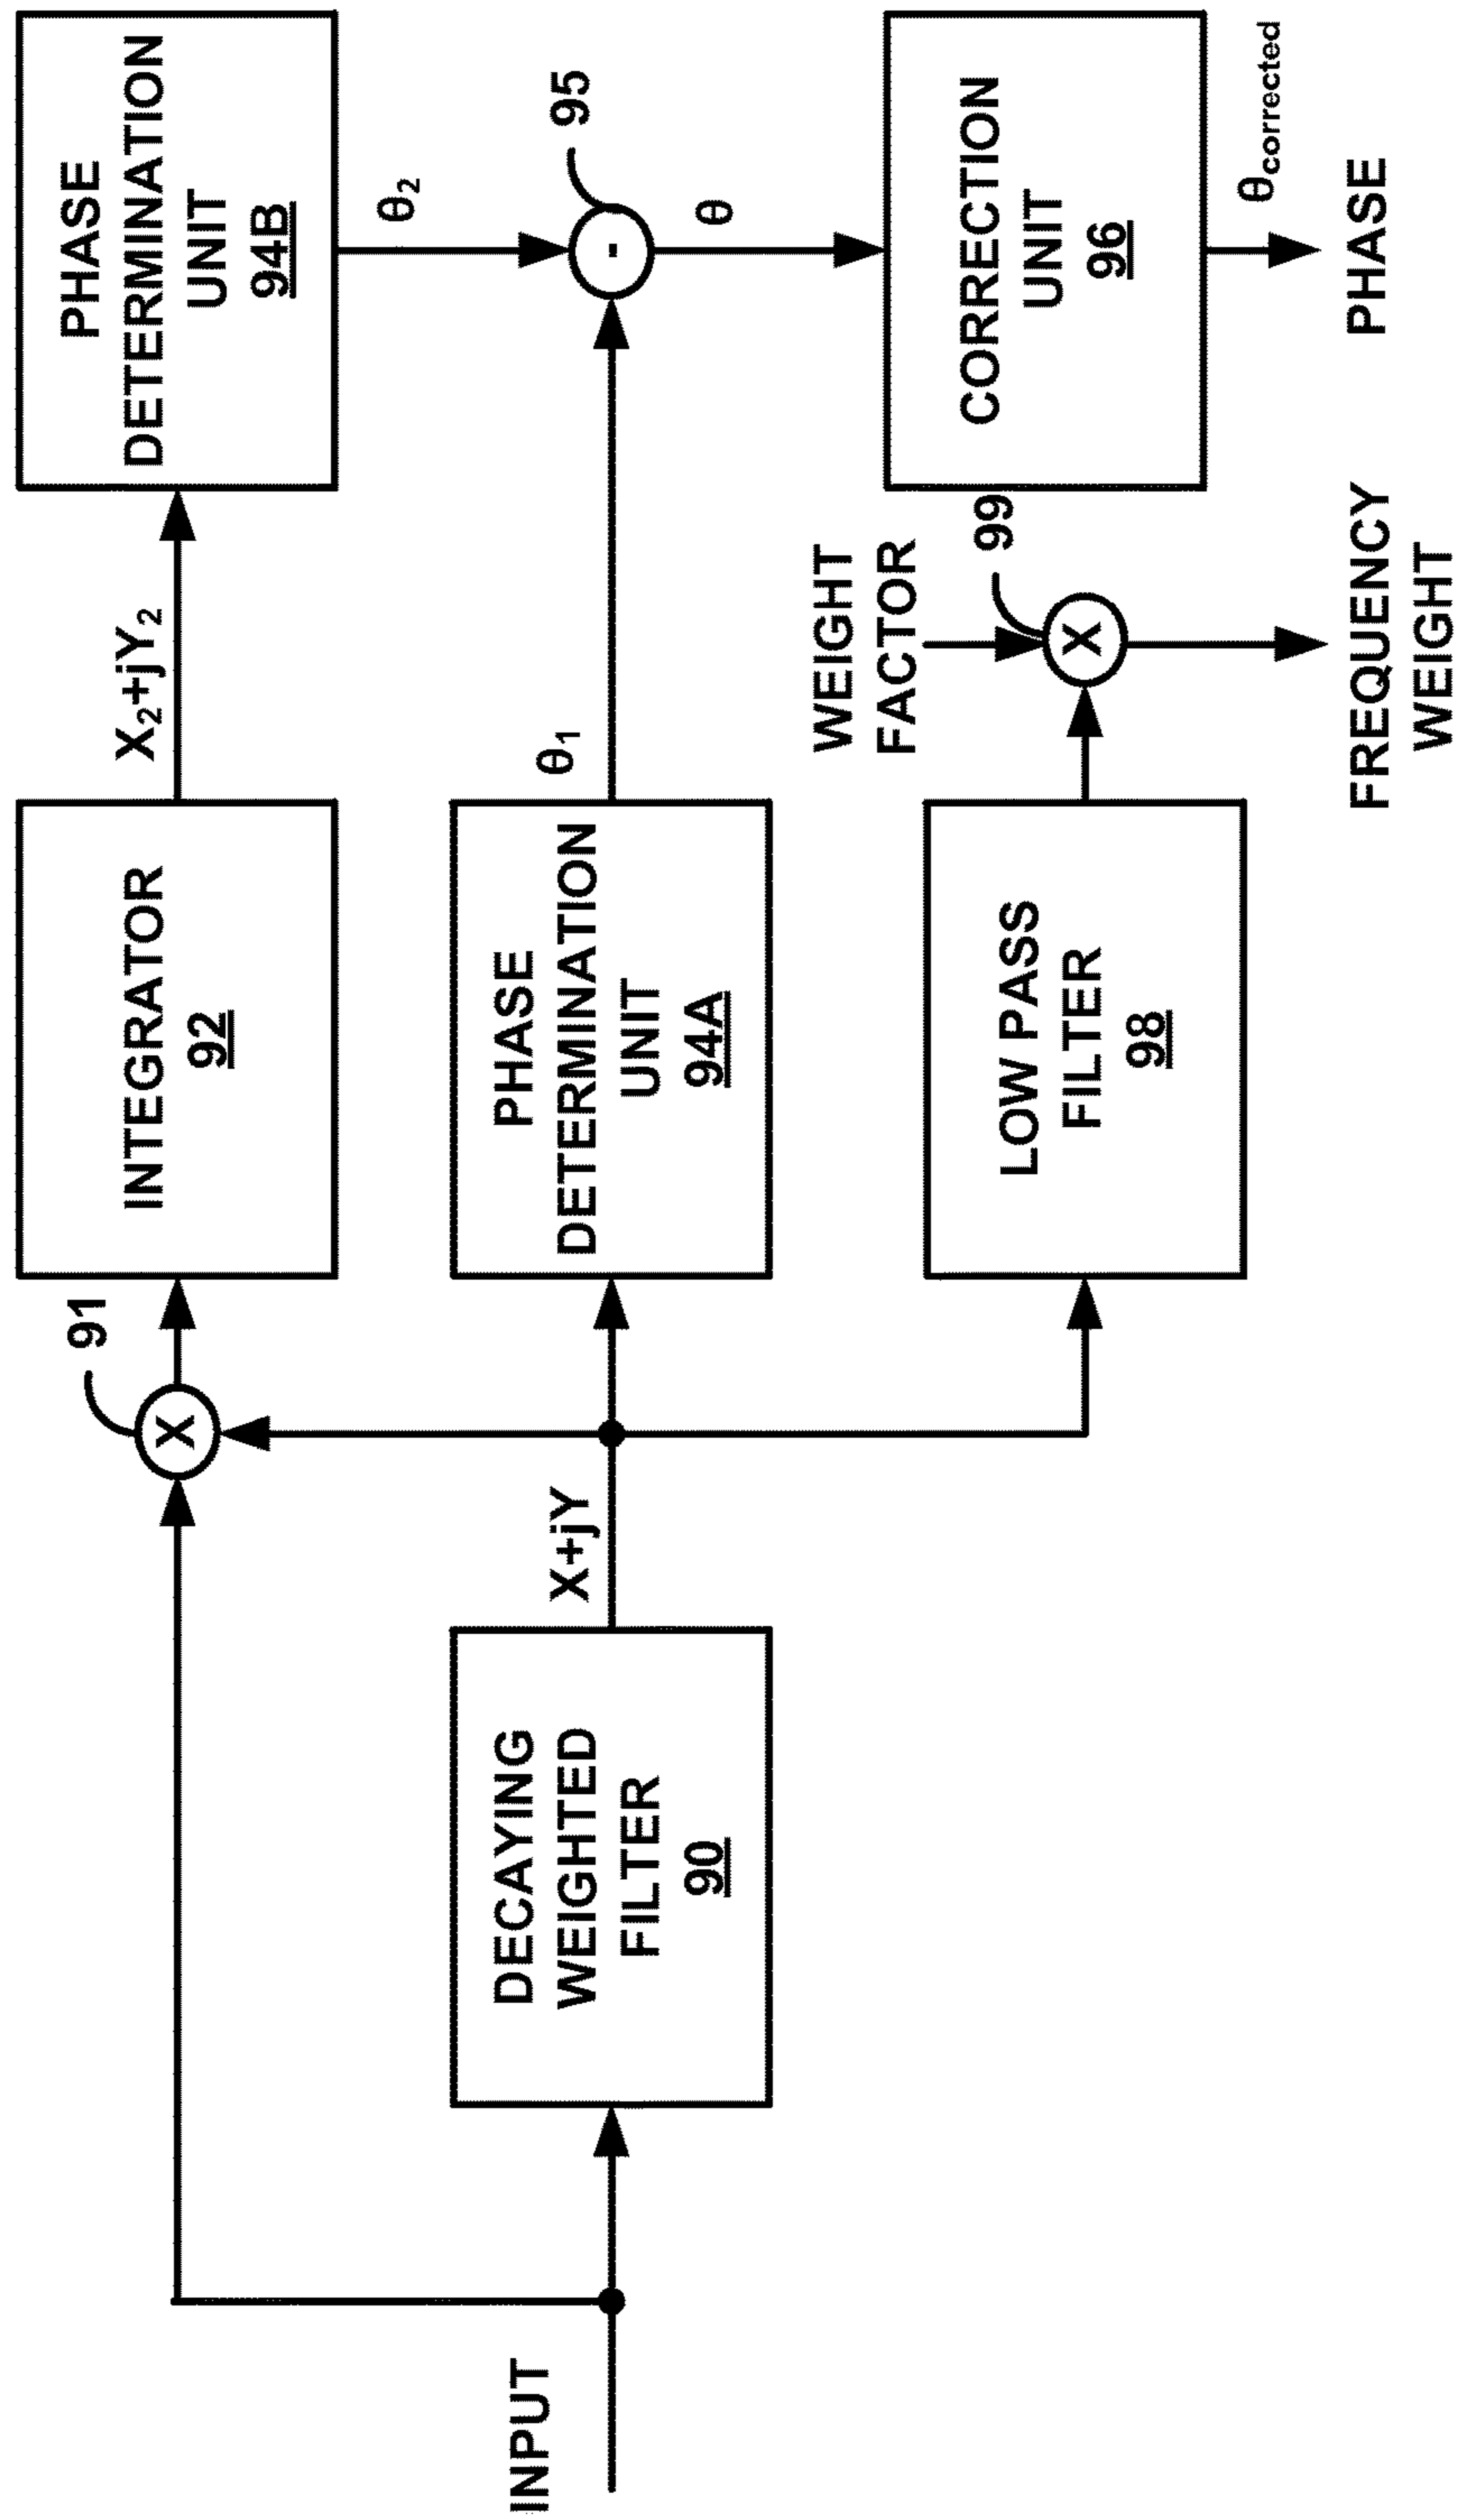 INPUT
DECAYING
WEIGHTED
FILTER
90
X+jY
91
X
INTEGRATOR
92
X₂+jY₂
PHASE
DETERMINATION
UNIT
94B
θ₂
PHASE
DETERMINATION
UNIT
94A
θ₁
95
-
θ
LOW PASS
FILTER
98
WEIGHT
FACTOR
99
X
FREQUENCY
WEIGHT
CORRECTION
UNIT
96
θcorrected
PHASE